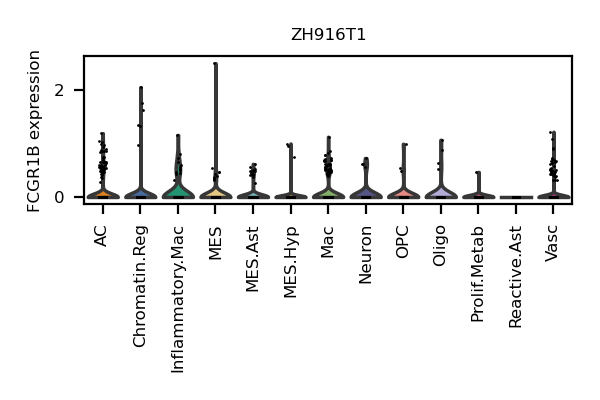 ZH916T1
FCGR1B expression
2
0
AC
Chromatin.Reg
Inflammatory.Mac
MES
MES.Ast
MES.Hyp
Mac
Neuron
OPC
Oligo
Prolif.Metab
Reactive.Ast
Vasc